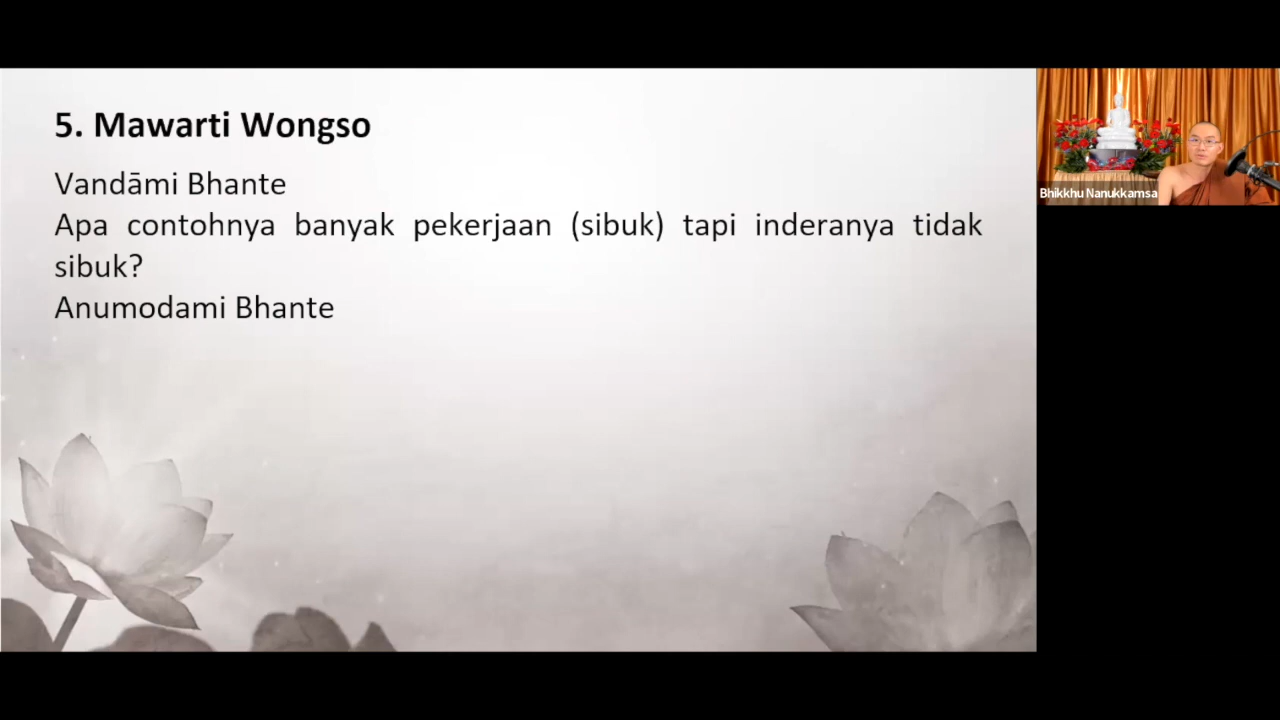 5. Mawarti Wongso
Vandāmi Bhante
Apa contohnya banyak pekerjaan (sibuk) tapi inderanya tidak
sibuk?
Anumodami Bhante
Bhikkhu Nanukkamsa